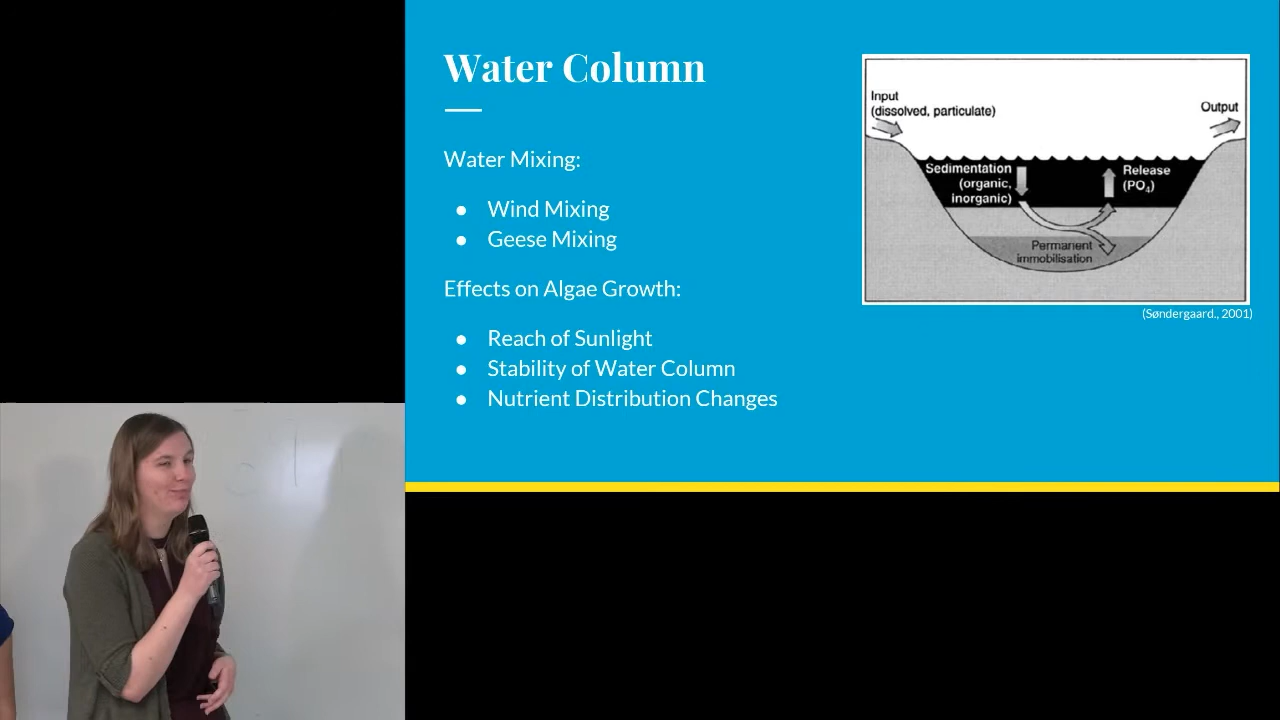 Water Column
Water Mixing:
● Wind Mixing
● Geese Mixing
Effects on Algae Growth:
● Reach of Sunlight
● Stability of Water Column
● Nutrient Distribution Changes
Input
(dissolved, particulate)
Output
Sedimentation
(organic,
inorganic)
Release
(PO₄)
Permanent
immobilisation
(Søndergaard., 2001)